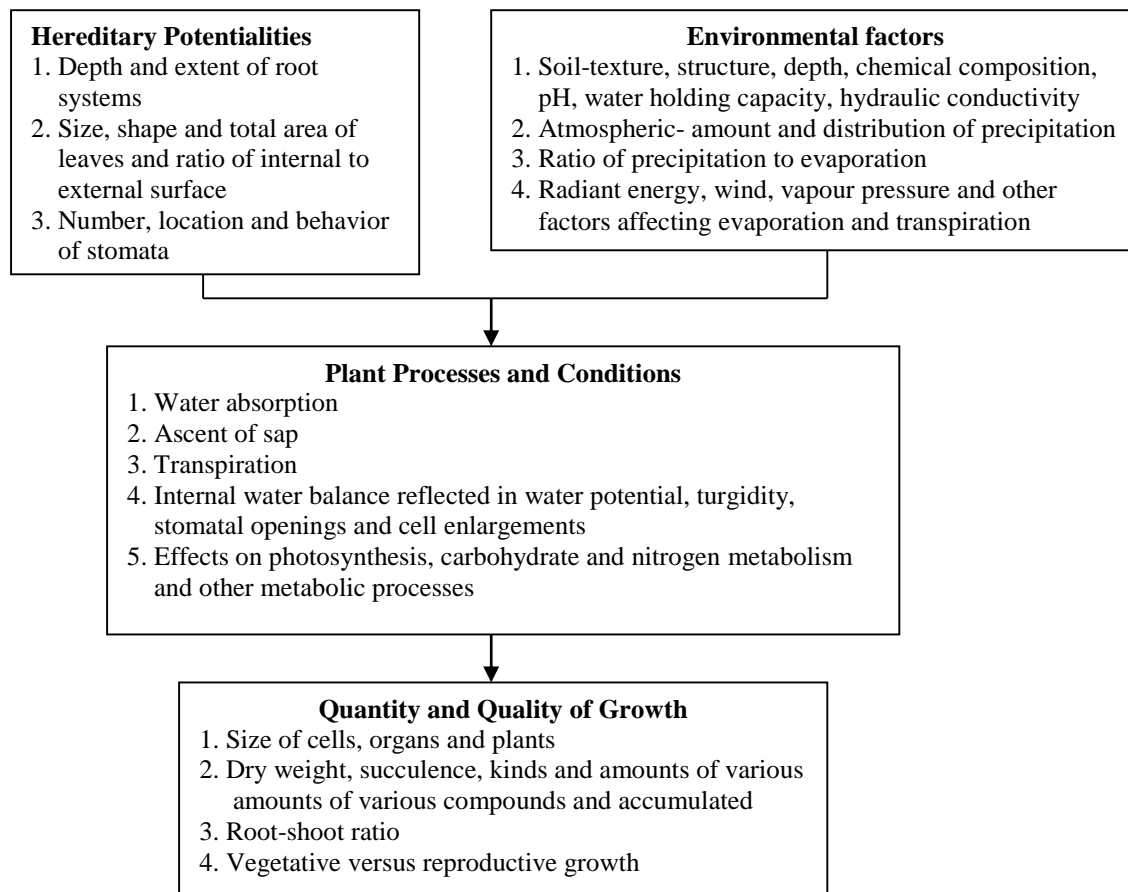 Hereditary Potentialities
1. Depth and extent of root
systems
2. Size, shape and total area of
leaves and ratio of internal to
external surface
3. Number, location and behavior
of stomata
Environmental factors
1. Soil-texture, structure, depth, chemical composition,
pH, water holding capacity, hydraulic conductivity
2. Atmospheric- amount and distribution of precipitation
3. Ratio of precipitation to evaporation
4. Radiant energy, wind, vapour pressure and other
factors affecting evaporation and transpiration
Plant Processes and Conditions
1. Water absorption
2. Ascent of sap
3. Transpiration
4. Internal water balance reflected in water potential, turgidity,
stomatal openings and cell enlargements
5. Effects on photosynthesis, carbohydrate and nitrogen metabolism
and other metabolic processes
Quantity and Quality of Growth
1. Size of cells, organs and plants
2. Dry weight, succulence, kinds and amounts of various
amounts of various compounds and accumulated
3. Root-shoot ratio
4. Vegetative versus reproductive growth